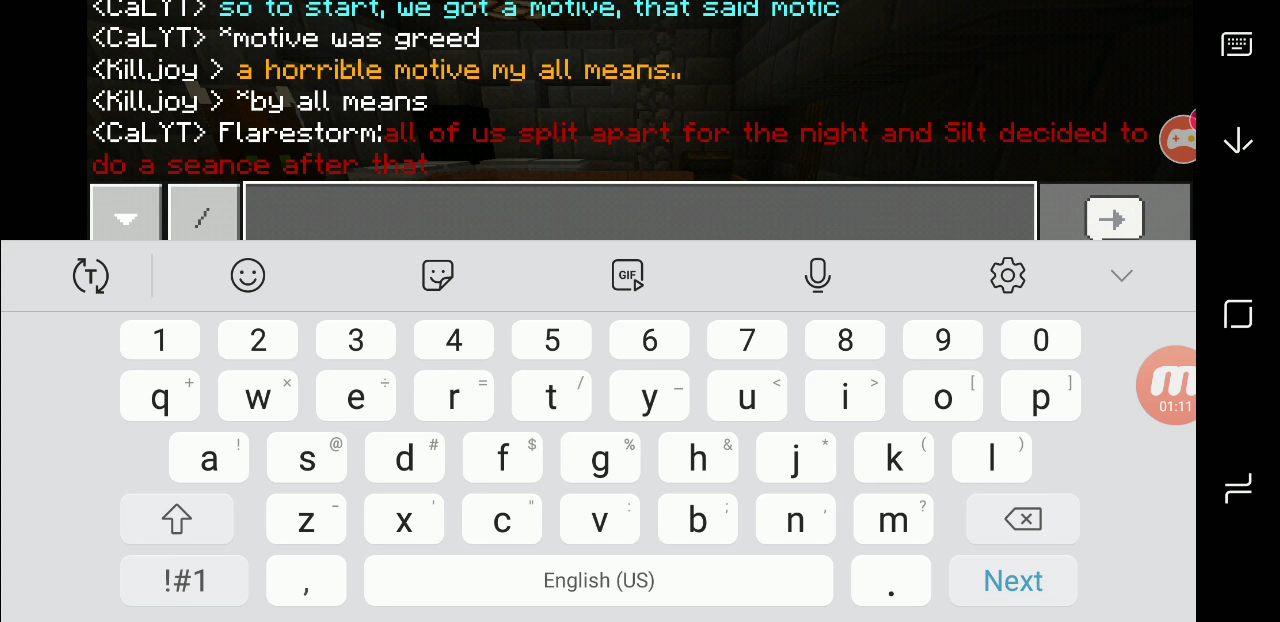 <CaLYT> so to start, we got a motive, that said motic
<CaLYT> *motive was greed
<Killjoy > a horrible motive my all means..
<Killjoy > *by all means
<CaLYT> Flarestorm:all of us split apart for the night and Silt decided to
do a seance after that
/
T GIF
1 2 3 4 5 6 7 8 9 0
q + w × e ÷ r = t / y _ u < i > o [ p ]
m
01:11
a ! s @ d # f $ g % h & j * k ( l )
z - x ' c " v : b ; n , m ?
!#1 , English (US) . Next